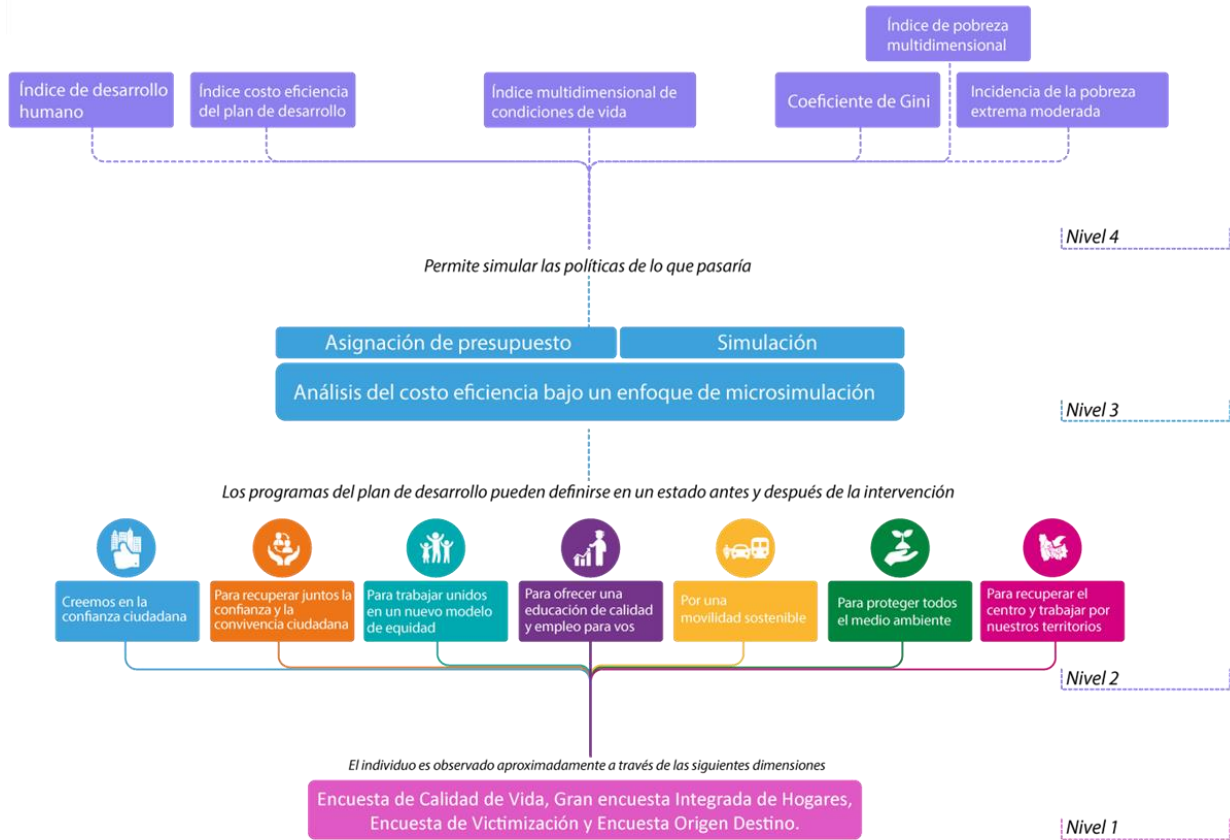 Índice de pobreza
multidimensional
Índice de desarrollo
humano
Índice costo eficiencia
del plan de desarrollo
Índice multidimensional de
condiciones de vida
Coeficiente de Gini
Incidencia de la pobreza
extrema moderada
Nivel 4
Permite simular las políticas de lo que pasaría
Asignación de presupuesto
Simulación
Análisis del costo eficiencia bajo un enfoque de microsimulación
Nivel 3
Los programas del plan de desarrollo pueden definirse en un estado antes y después de la intervención
Creemos en la
confianza ciudadana
Para recuperar juntos la
confianza y la
convivencia ciudadana
Para trabajar unidos
en un nuevo modelo
de equidad
Para ofrecer una
educación de calidad
y empleo para vos
Por una
movilidad sostenible
Para proteger todos
el medio ambiente
Para recuperar el
centro y trabajar por
nuestros territorios
Nivel 2
El individuo es observado aproximadamente a través de las siguientes dimensiones
Encuesta de Calidad de Vida, Gran encuesta Integrada de Hogares,
Encuesta de Victimización y Encuesta Origen Destino.
Nivel 1